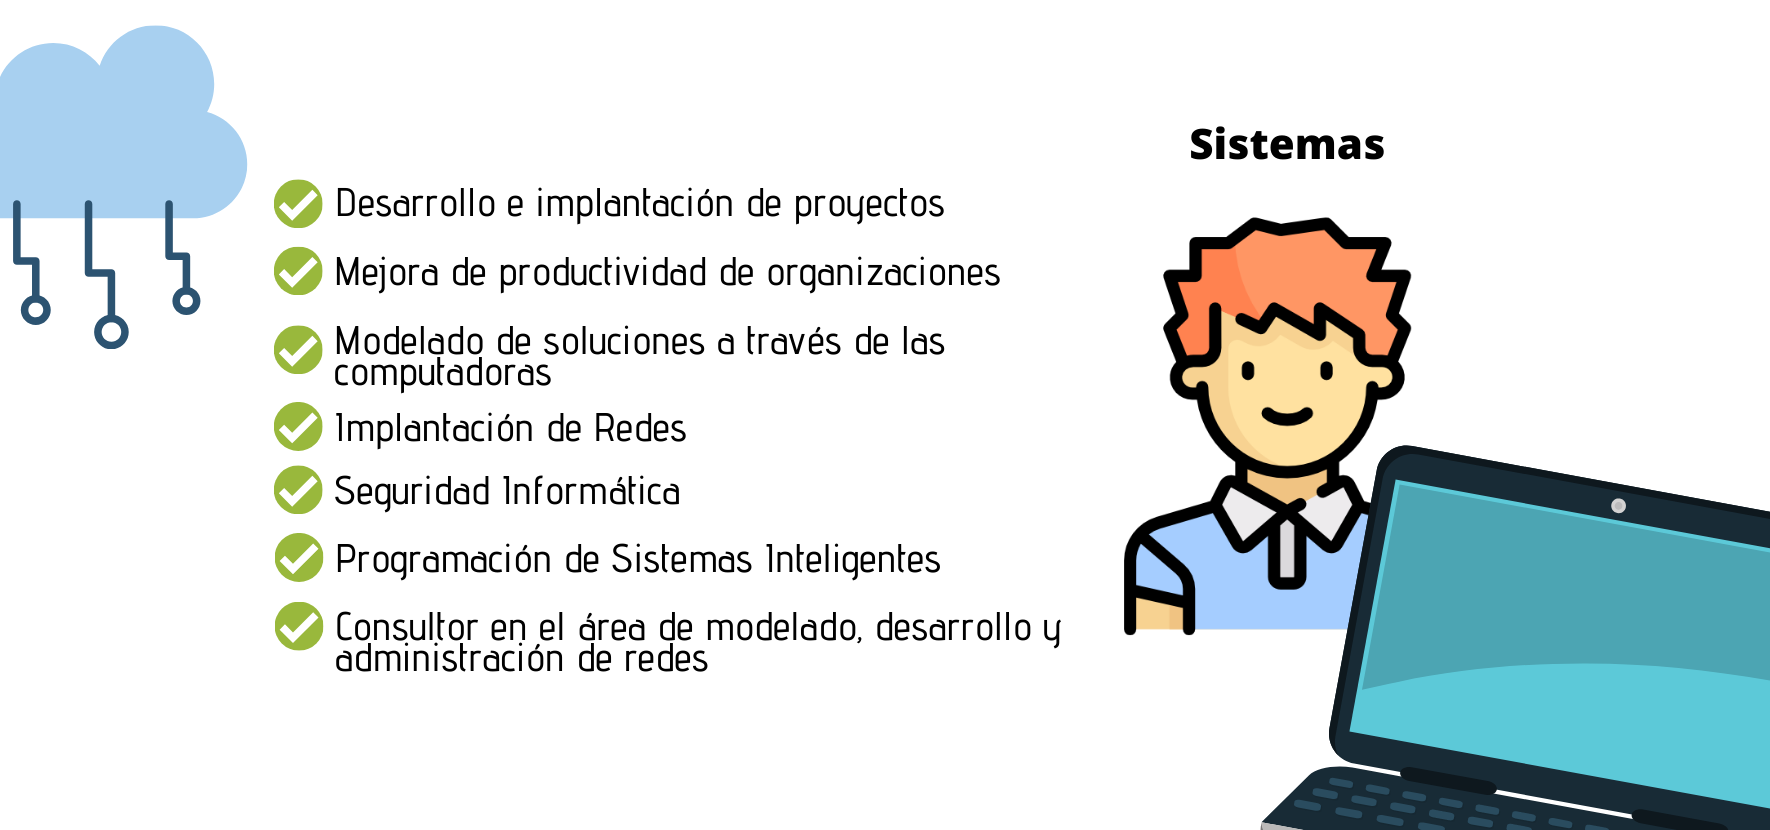 Sistemas
Desarrollo e implantación de proyectos
Mejora de productividad de organizaciones
Modelado de soluciones a través de las
computadoras
Implantación de Redes
Seguridad Informática
Programación de Sistemas Inteligentes
Consultor en el área de modelado, desarrollo y
administración de redes